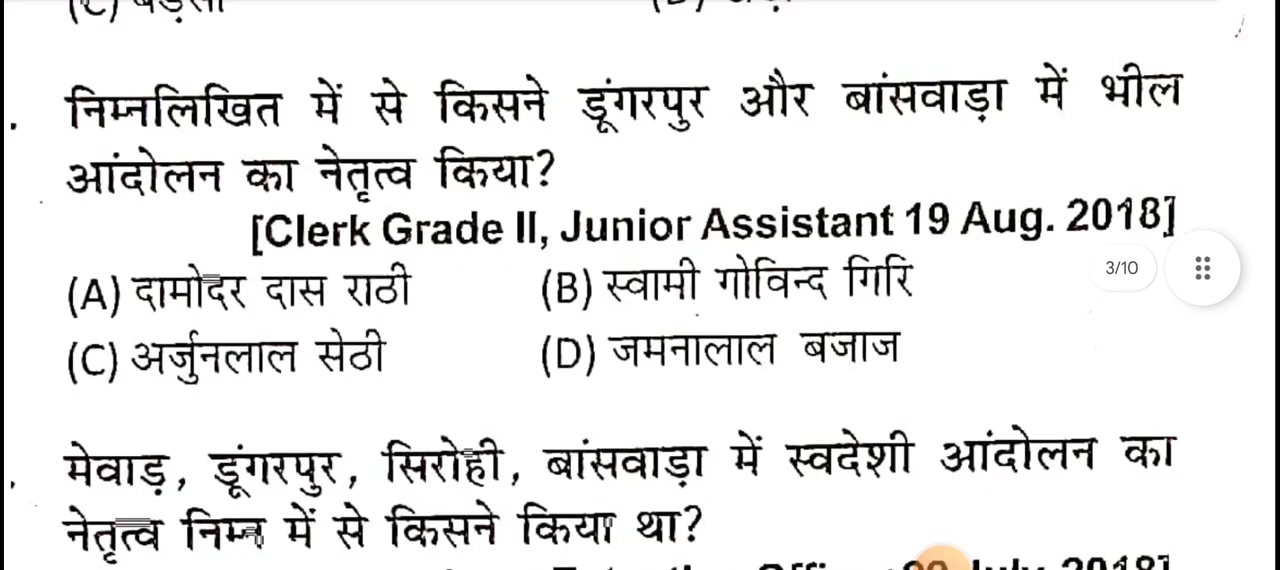 . निम्नलिखित में से किसने डूंगरपुर और बांसवाड़ा में भील
आंदोलन का नेतृत्व किया?
[Clerk Grade II, Junior Assistant 19 Aug. 2018]
(A) दामोदर दास राठी (B) स्वामी गोविन्द गिरि
3/10
(C) अर्जुनलाल सेठी (D) जमनालाल बजाज
. मेवाड़, डूंगरपुर, सिरोही, बांसवाड़ा में स्वदेशी आंदोलन का
नेतृत्व निम्न में से किसने किया था?